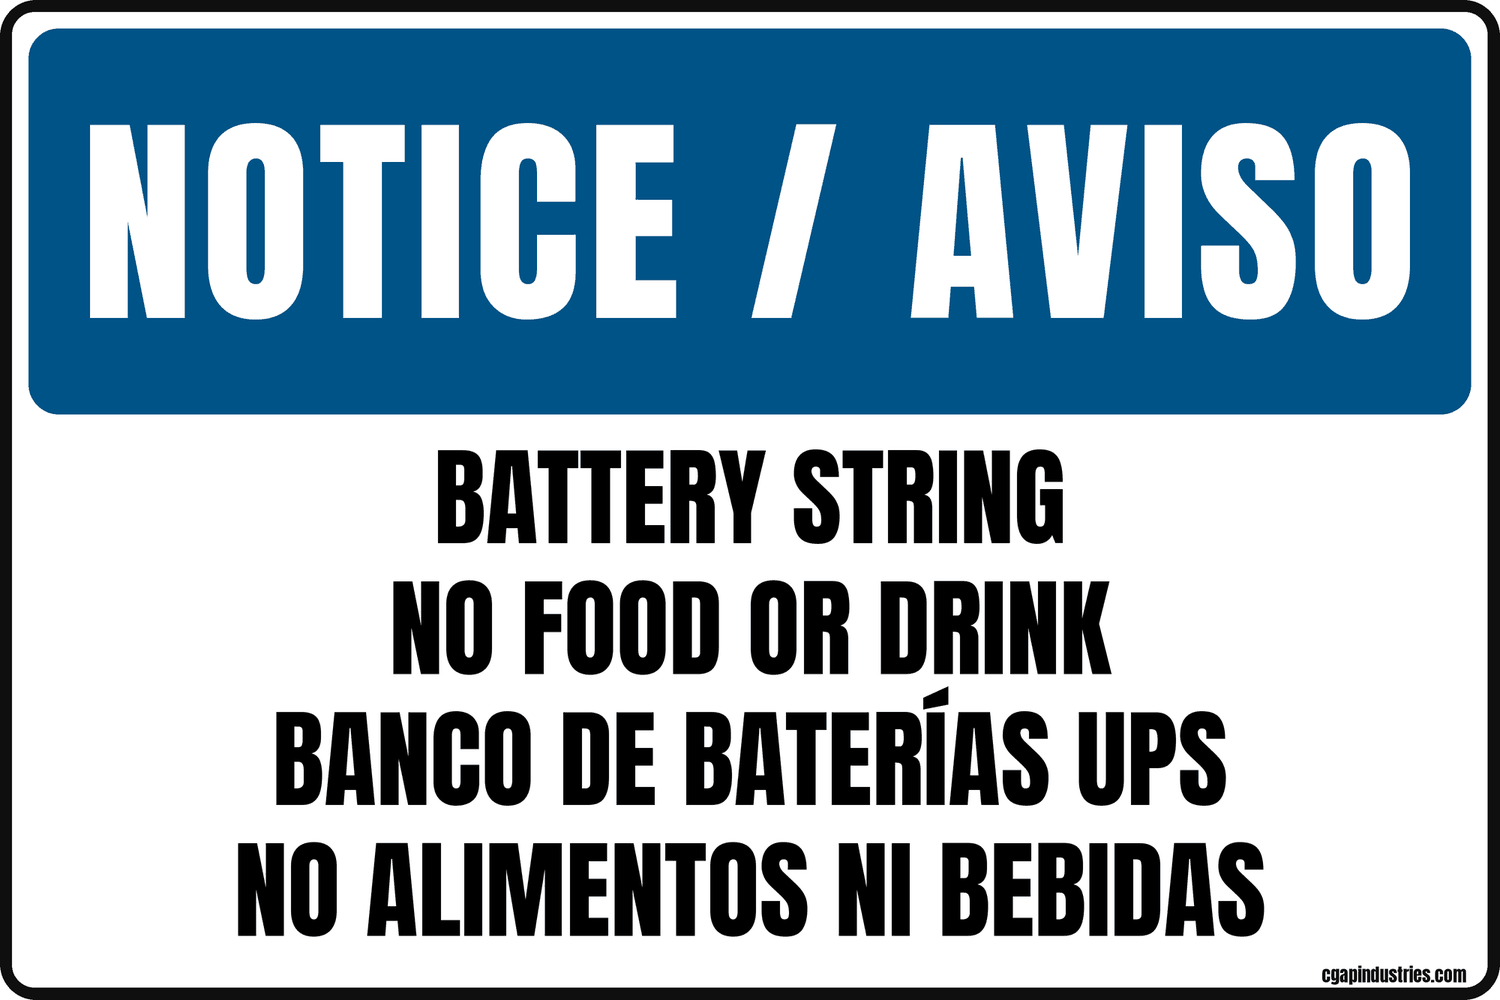 NOTICE / AVISO
BATTERY STRING
NO FOOD OR DRINK
BANCO DE BATERÍAS UPS
NO ALIMENTOS NI BEBIDAS
cgapindustries.com